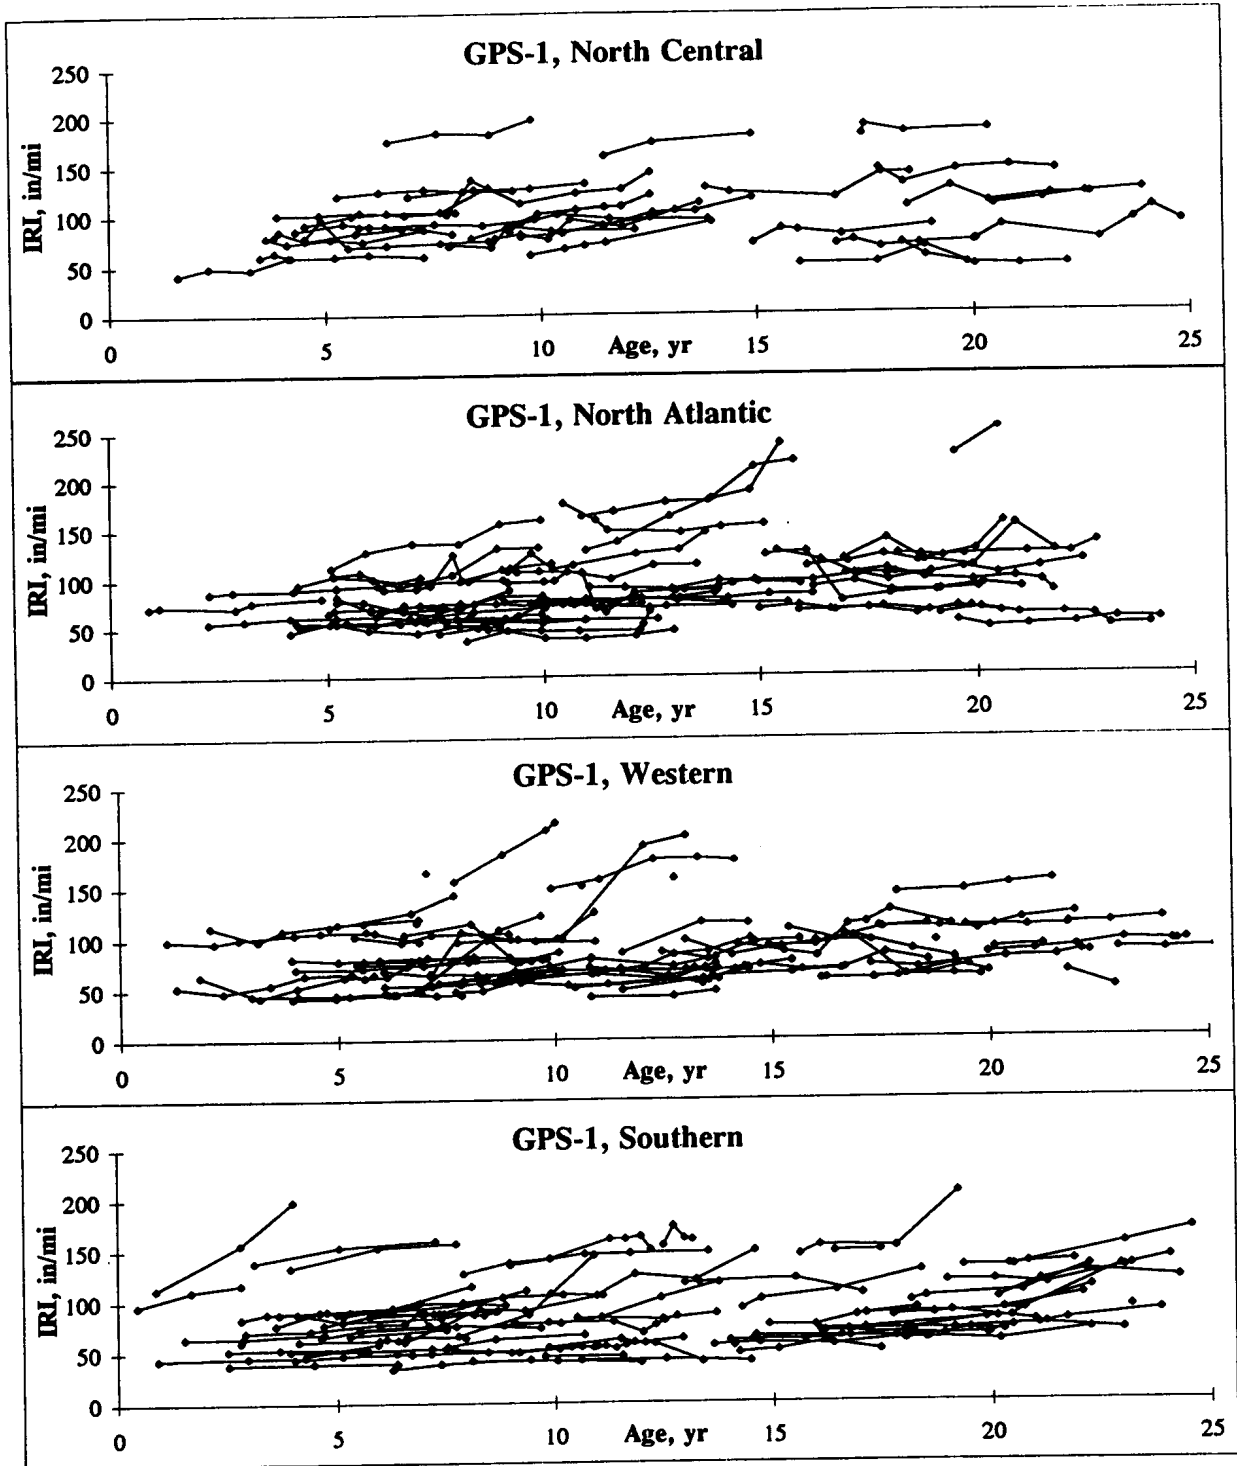 GPS-1, North Central
250
200
150
100
50
0
IRI, in/mi
0 5 10 Age, yr 15 20 25
GPS-1, North Atlantic
250
200
150
100
50
0
IRI, in/mi
0 5 10 Age, yr 15 20 25
GPS-1, Western
250
200
150
100
50
0
IRI, in/mi
0 5 10 Age, yr 15 20 25
GPS-1, Southern
250
200
150
100
50
0
IRI, in/mi
0 5 10 Age, yr 15 20 25